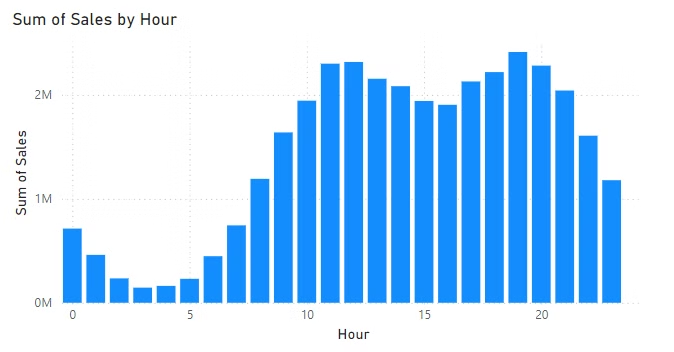 Sum of Sales by Hour
Sum of Sales
2M
1M
0M
0 5 10 15 20
Hour